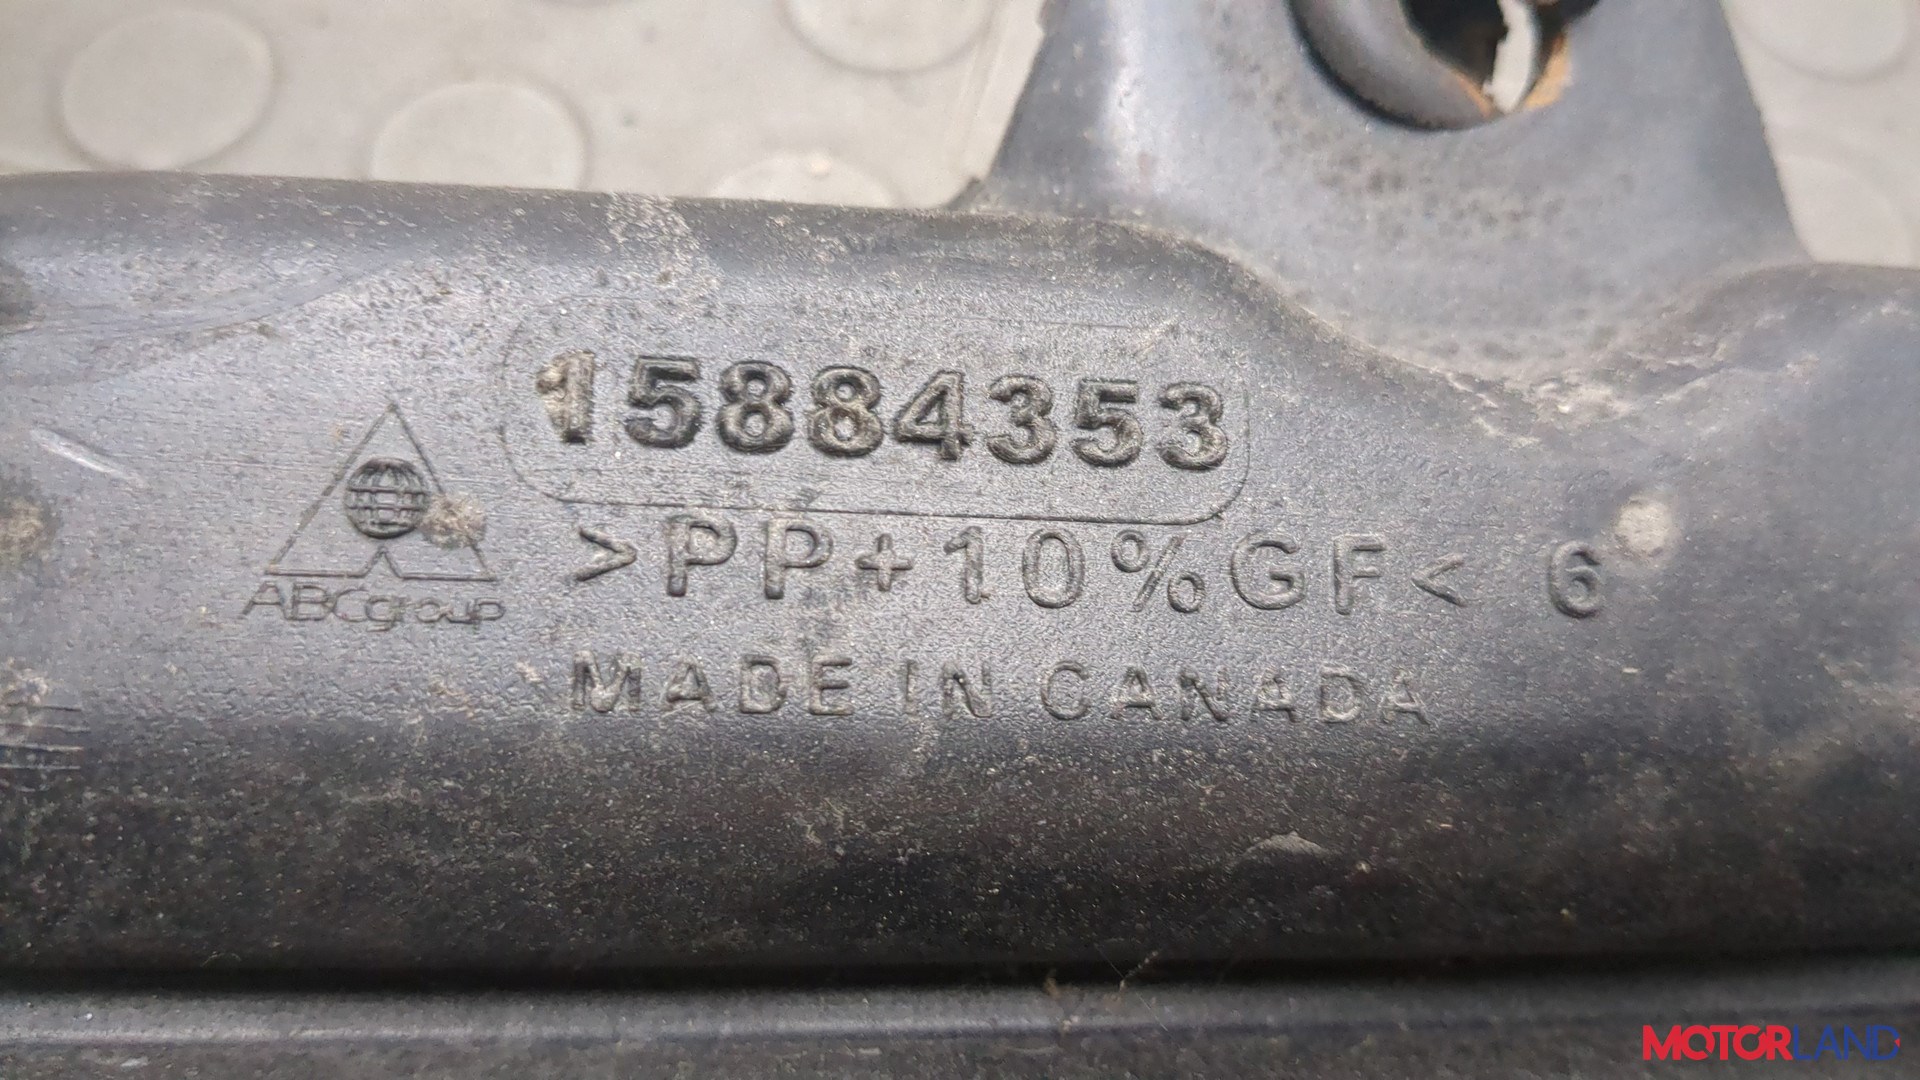 15884353
>PP+10%GF< 6
ABCgroup
MADE IN CANADA
MOTORLAND